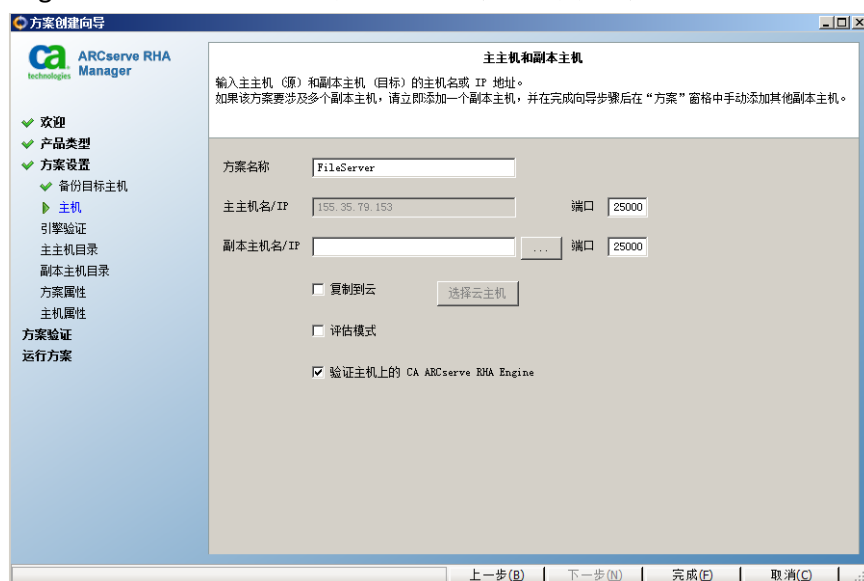 方案创建向导
ca
technologies
ARCserve RHA
Manager
欢迎
产品类型
方案设置
备份目标主机
主机
引擎验证
主主机目录
副本主机目录
方案属性
主机属性
方案验证
运行方案
主主机和副本主机
输入主主机（源）和副本主机（目标）的主机名或 IP 地址。
如果该方案要涉及多个副本主机，请立即添加一个副本主机，并在完成向导步骤后在“方案”窗格中手动添加其他副本主机。
方案名称 FileServer
主主机名/IP 155.35.79.153 端口 25000
副本主机名/IP ... 端口 25000
复制到云 选择云主机
评估模式
验证主机上的 CA ARCserve RHA Engine
上一步(B) 下一步(N) 完成(F) 取消(C)